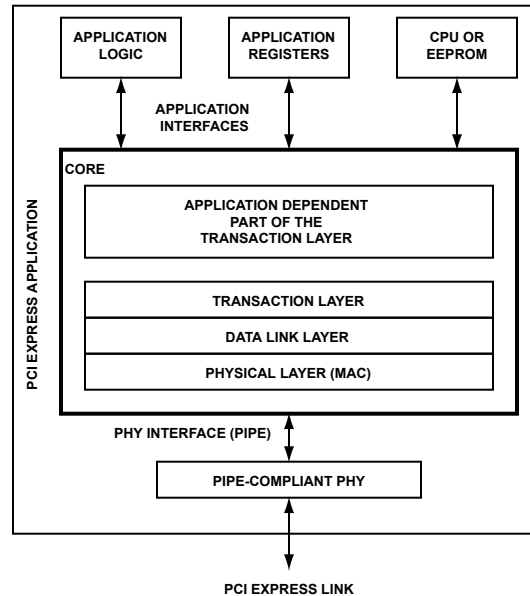 APPLICATION
LOGIC
APPLICATION
REGISTERS
CPU OR
EEPROM
APPLICATION
INTERFACES
CORE
APPLICATION DEPENDENT
PART OF THE
TRANSACTION LAYER
TRANSACTION LAYER
DATA LINK LAYER
PHYSICAL LAYER (MAC)
PCI EXPRESS APPLICATION
PHY INTERFACE (PIPE)
PIPE-COMPLIANT PHY
PCI EXPRESS LINK